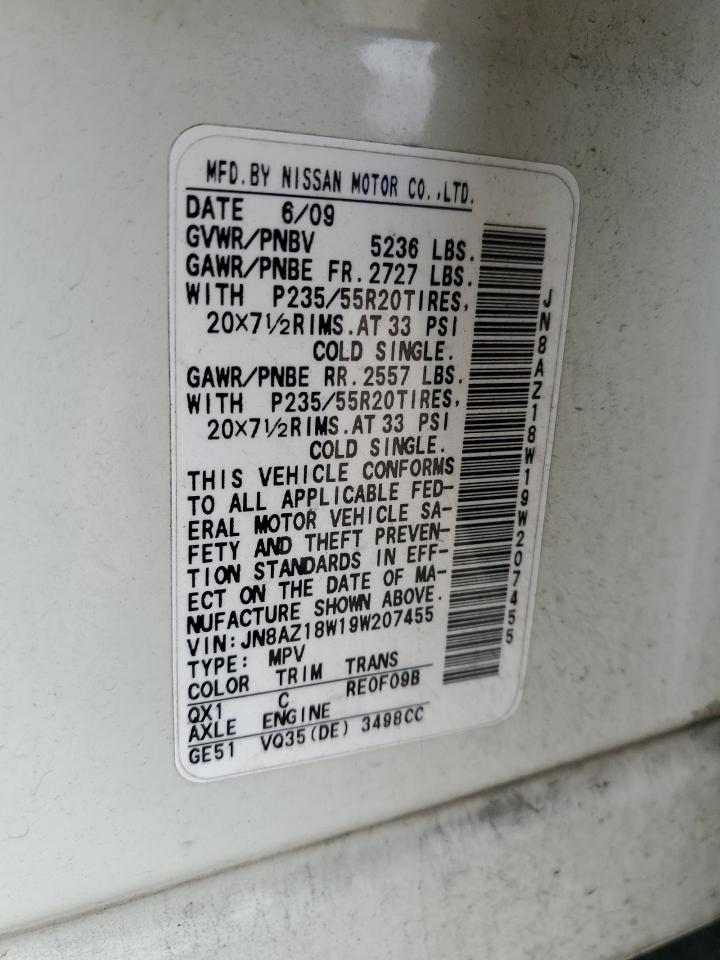 MFD.BY NISSAN MOTOR CO.,LTD.
DATE 6/09
GVWR/PNBV 5236 LBS.
GAWR/PNBE FR.2727 LBS.
WITH P235/55R20TIRES,
20×7½RIMS.AT 33 PSI
COLD SINGLE.
GAWR/PNBE RR.2557 LBS.
WITH P235/55R20TIRES,
20×7½RIMS.AT 33 PSI
COLD SINGLE.
THIS VEHICLE CONFORMS
TO ALL APPLICABLE FED-
ERAL MOTOR VEHICLE SA-
FETY AND THEFT PREVEN-
TION STANDARDS IN EFF-
ECT ON THE DATE OF MA-
NUFACTURE SHOWN ABOVE.
VIN:JN8AZ18W19W207455
TYPE: MPV
COLOR TRIM TRANS
QX1 C RE0F09B
AXLE ENGINE
GE51 VQ35(DE) 3498CC
JN8AZ18W19W207455